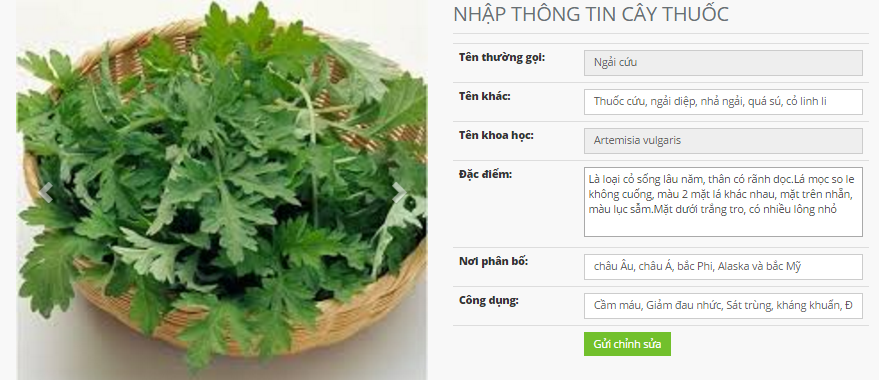 NHẬP THÔNG TIN CÂY THUỐC
Tên thường gọi:
Ngải cứu
Tên khác:
Thuốc cứu, ngải diệp, nhả ngải, quá sú, cỏ linh li
Tên khoa học:
Artemisia vulgaris
Đặc điểm:
Là loại cỏ sống lâu năm, thân có rãnh dọc.Lá mọc so le
không cuống, màu 2 mặt lá khác nhau, mặt trên nhẵn,
màu lục sẫm.Mặt dưới trắng tro, có nhiều lông nhỏ
Nơi phân bố:
châu Âu, châu Á, bắc Phi, Alaska và bắc Mỹ
Công dụng:
Cầm máu, Giảm đau nhức, Sát trùng, kháng khuẩn, Đ
Gửi chỉnh sửa